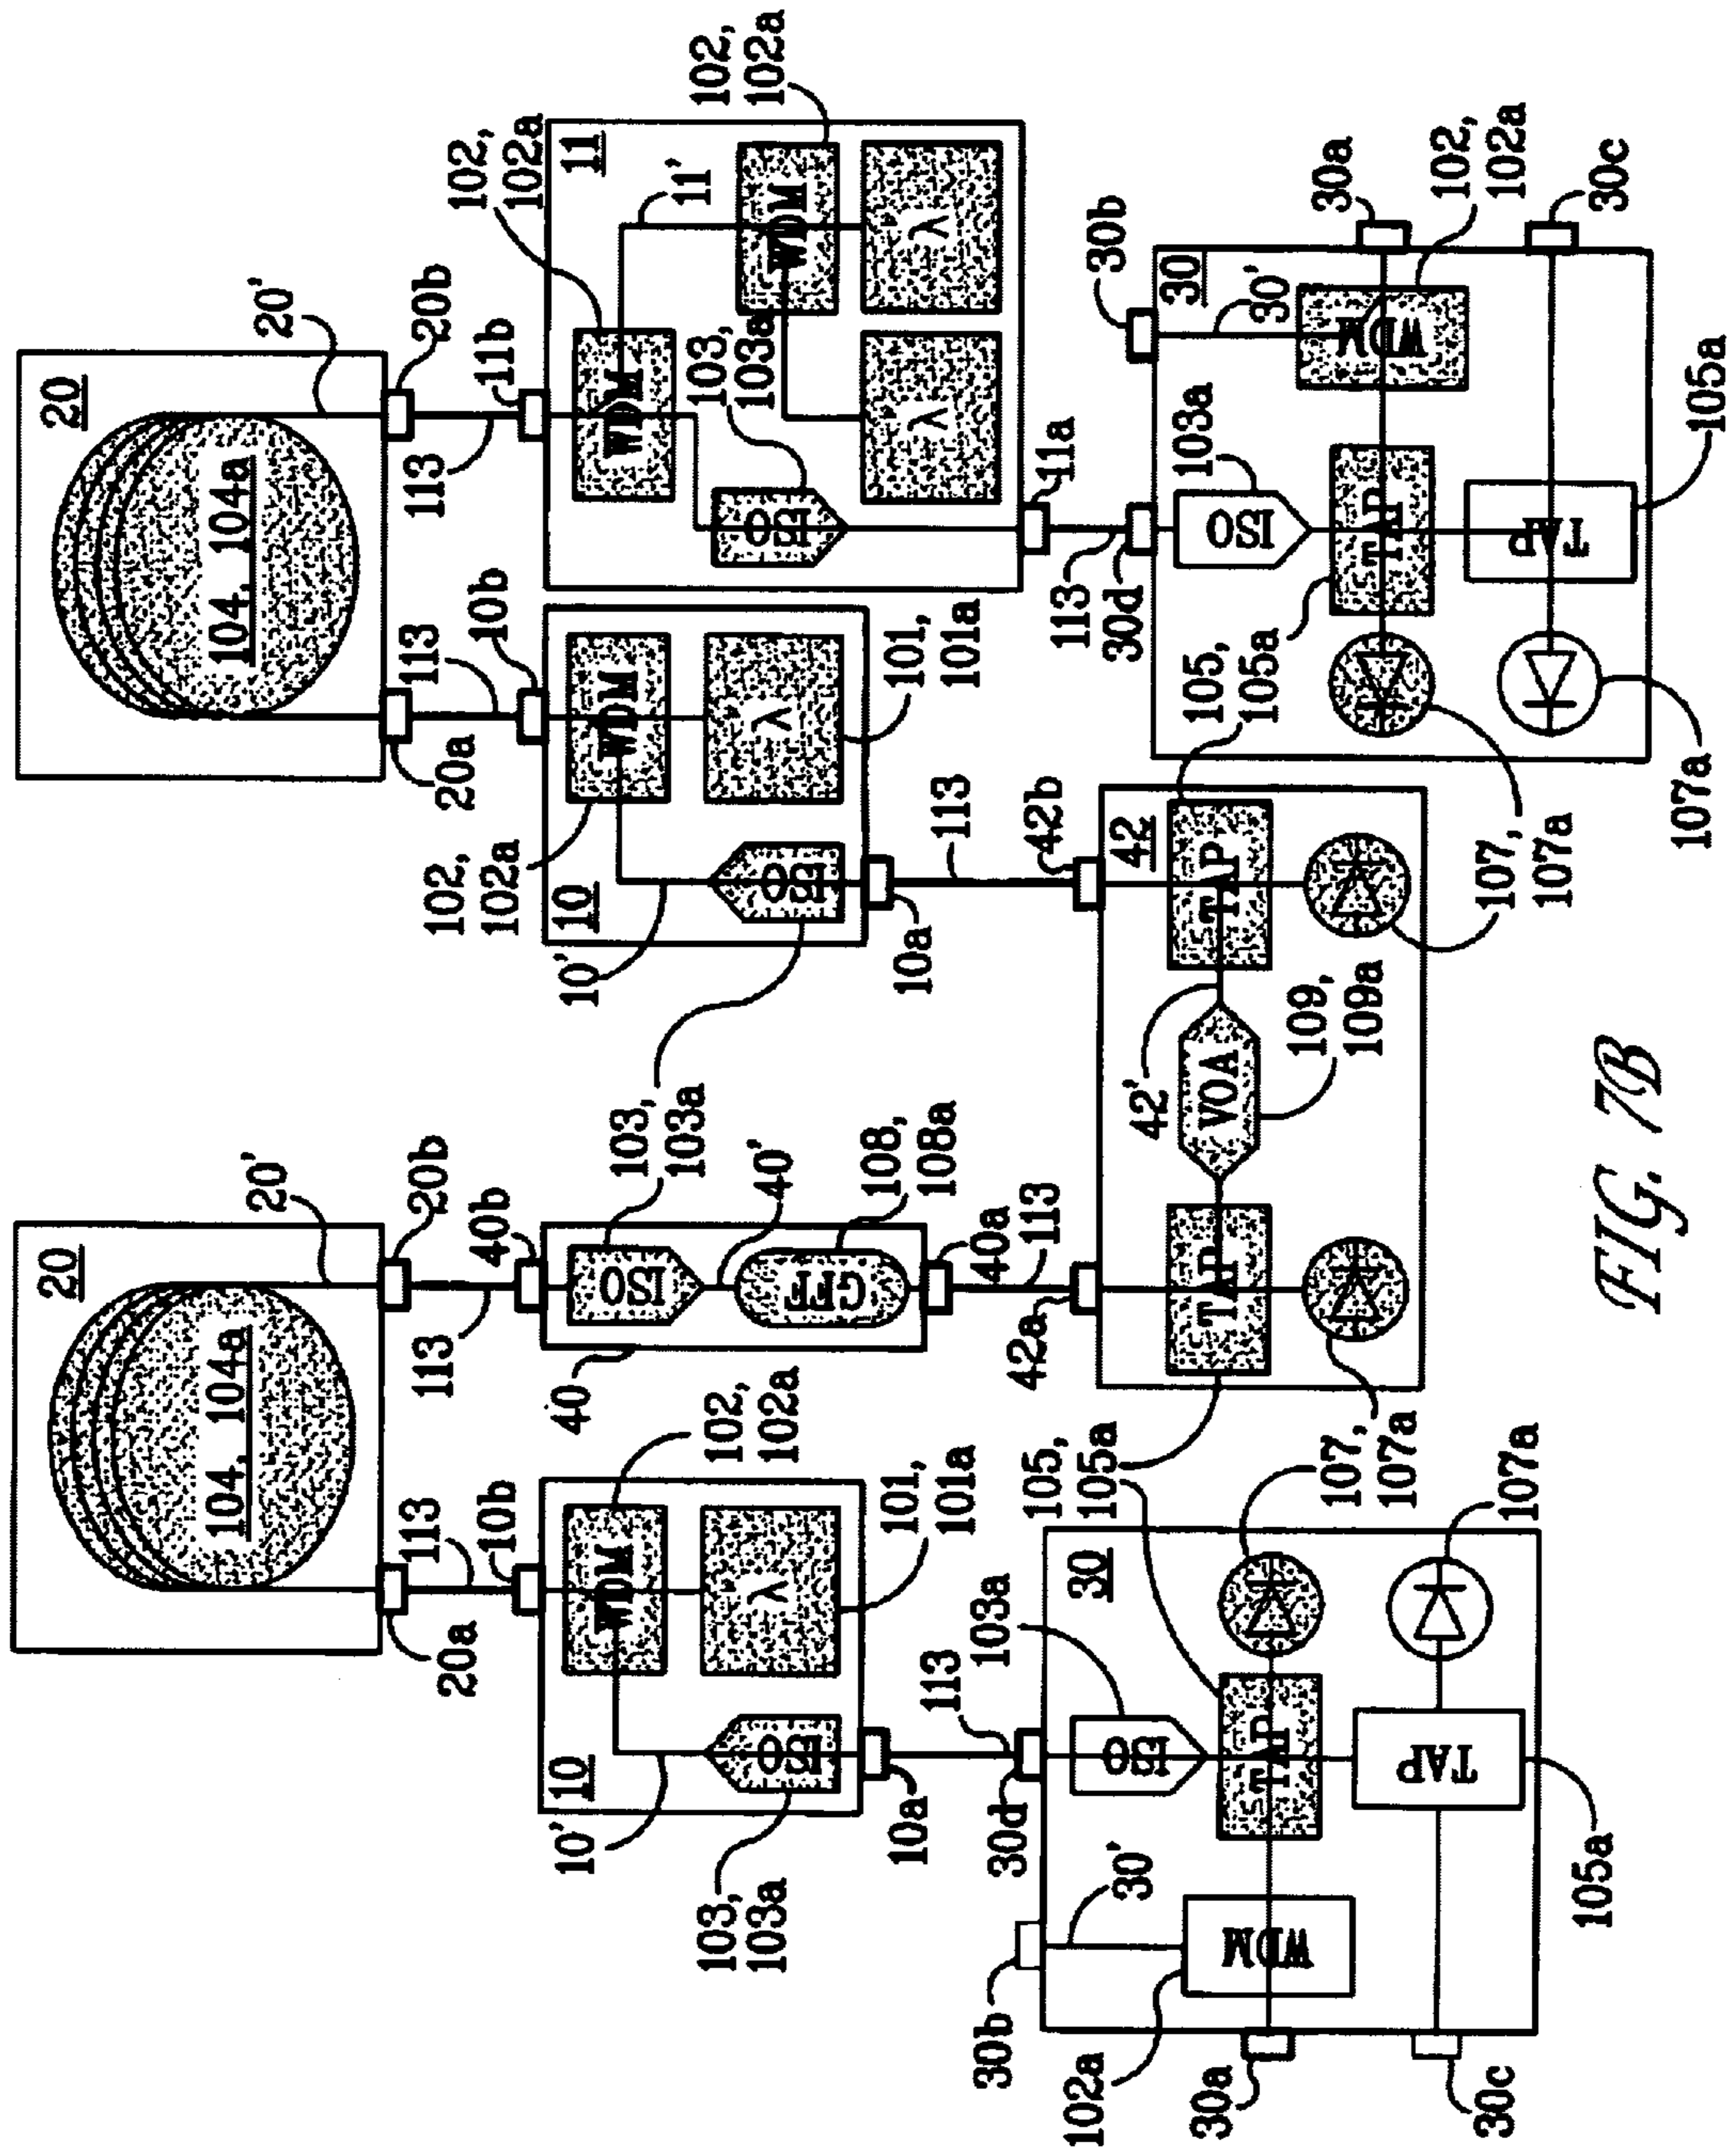 20
104, 104a
20'
20a
20b
113
113
10b
40b
102,
102a
WDM
λ
101,
101a
10
10'
ISO
103,
103a
10a
113
ISO
103,
103a
40'
GFF
108,
108a
40
40a
113
20
104, 104a
20'
20a
20b
113
113
10b
11b
102,
102a
WDM
λ
101,
101a
10
10'
ISO
10a
113
11
102,
102a
WDM
11'
102,
102a
WDM
103,
103a
ISO
λ
λ
11a
113
30d
30
30b
30'
102a
WDM
30a
30c
30d
103a
ISO
TAP
105,
105a
107,
107a
TAP
107a
105a
42a
42b
42
42'
TAP
VOA
TAP
109,
109a
107,
107a
105,
105a
30
30b
30'
103a
ISO
TAP
WDM
102,
102a
30a
30c
TAP
105a
107a
FIG. 7B